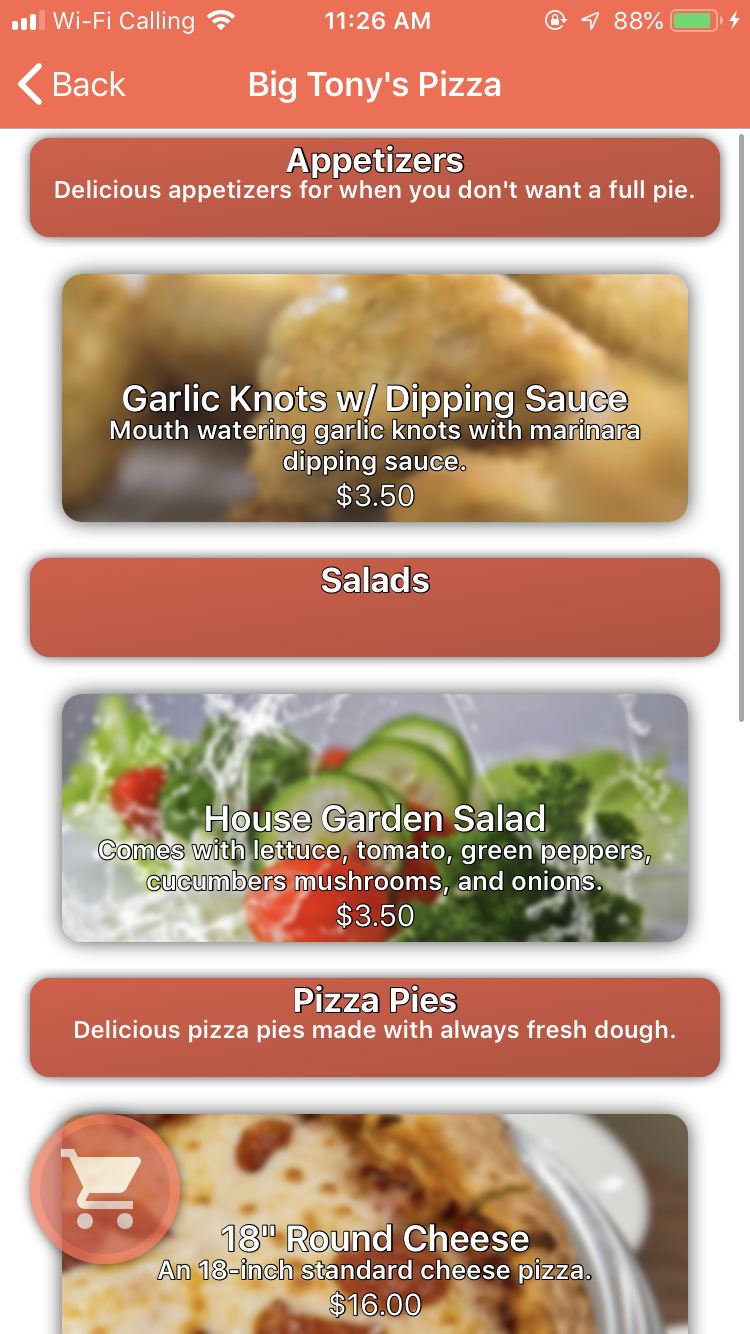 Wi-Fi Calling 11:26 AM 88%
Back Big Tony's Pizza
Appetizers
Delicious appetizers for when you don't want a full pie.
Garlic Knots w/ Dipping Sauce
Mouth watering garlic knots with marinara
dipping sauce.
$3.50
Salads
House Garden Salad
Comes with lettuce, tomato, green peppers,
cucumbers mushrooms, and onions.
$3.50
Pizza Pies
Delicious pizza pies made with always fresh dough.
18" Round Cheese
An 18-inch standard cheese pizza.
$16.00